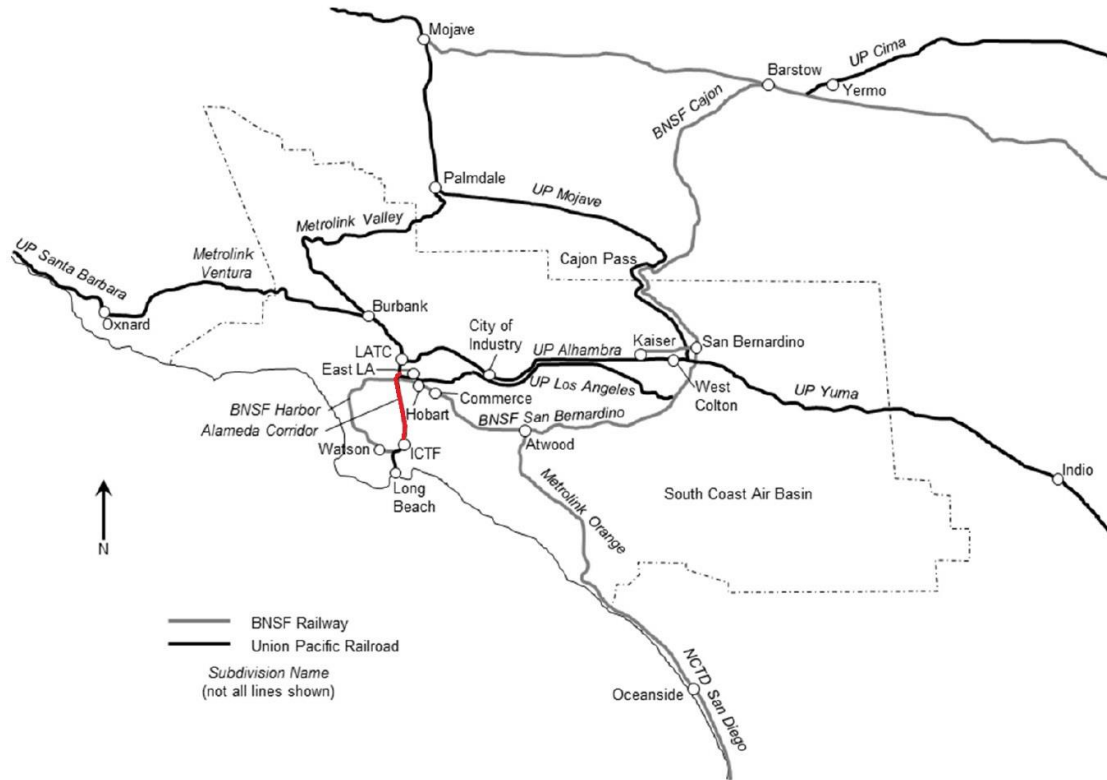 Mojave
UP Cima
Barstow
Yermo
BNSF Cajon
Palmdale
UP Mojave
Metrolink Valley
Cajon Pass
UP Santa Barbara
Metrolink
Ventura
Oxnard
Burbank
City of
Industry
Kaiser
San Bernardino
LATC
UP Alhambra
East LA
UP Los Angeles
West
Colton
UP Yuma
BNSF Harbor
Hobart
Commerce
Alameda Corridor
BNSF San Bernardino
Watson
ICTF
Atwood
Long
Beach
Indio
South Coast Air Basin
Metrolink Orange
N
BNSF Railway
Union Pacific Railroad
Subdivision Name
(not all lines shown)
Oceanside
NCTD San Diego